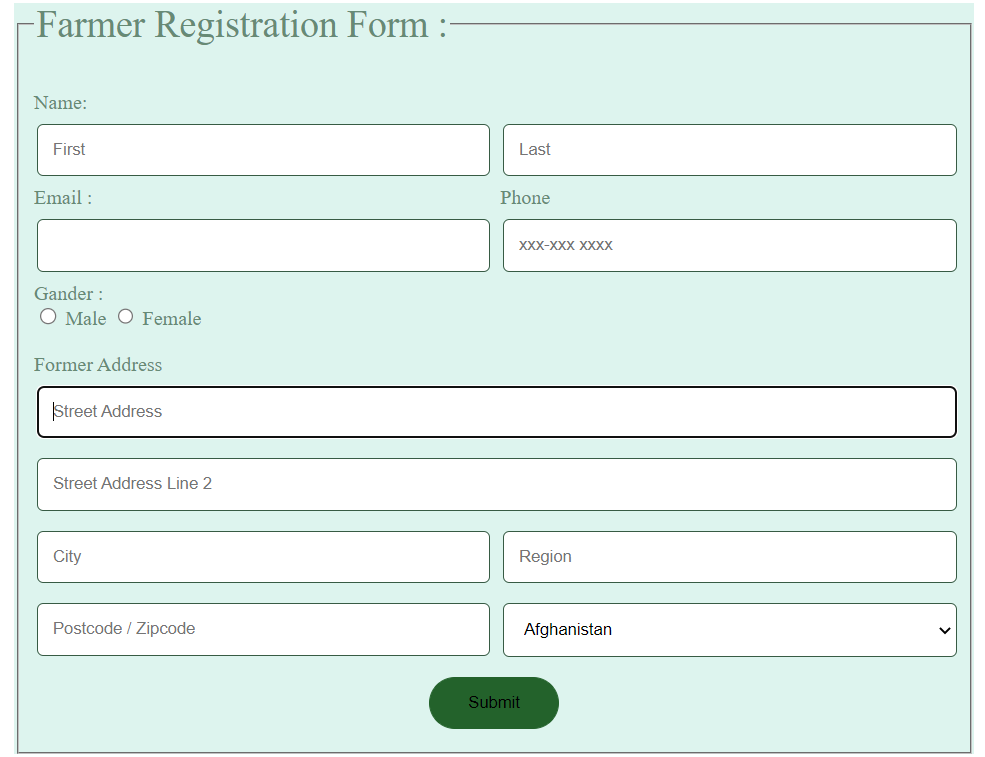 Farmer Registration Form :
Name:
First Last
Email : Phone
xxx-xxx xxxx
Gander :
Male Female
Former Address
Street Address
Street Address Line 2
City Region
Postcode / Zipcode Afghanistan
Submit